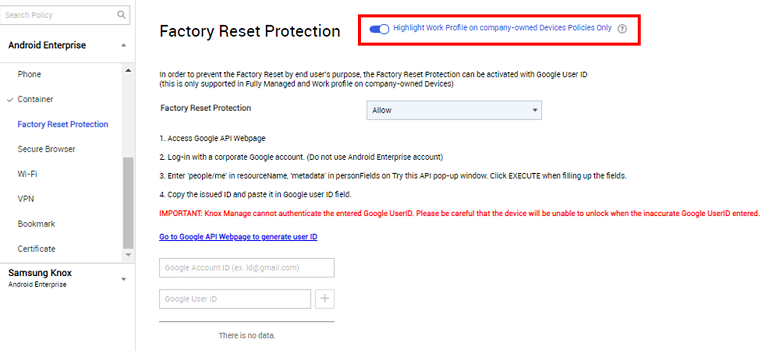 Search Policy
Android Enterprise
Phone
Container
Factory Reset Protection
Secure Browser
Wi-Fi
VPN
Bookmark
Certificate
Samsung Knox
Android Enterprise
Factory Reset Protection
Highlight Work Profile on company-owned Devices Policies Only
In order to prevent the Factory Reset by end user's purpose, the Factory Reset Protection can be activated with Google User ID
(this is only supported in Fully Managed and Work profile on company-owned Devices)
Factory Reset Protection
Allow
1. Access Google API Webpage
2. Log-in with a corporate Google account. (Do not use Android Enterprise account)
3. Enter 'people/me' in resourceName, 'metadata' in personFields on Try this API pop-up window. Click EXECUTE when filling up the fields.
4. Copy the issued ID and paste it in Google user ID field.
IMPORTANT: Knox Manage cannot authenticate the entered Google UserID. Please be careful that the device will be unable to unlock when the inaccurate Google UserID entered.
Go to Google API Webpage to generate user ID
Google Account ID (ex. id@gmail.com)
Google User ID
There is no data.